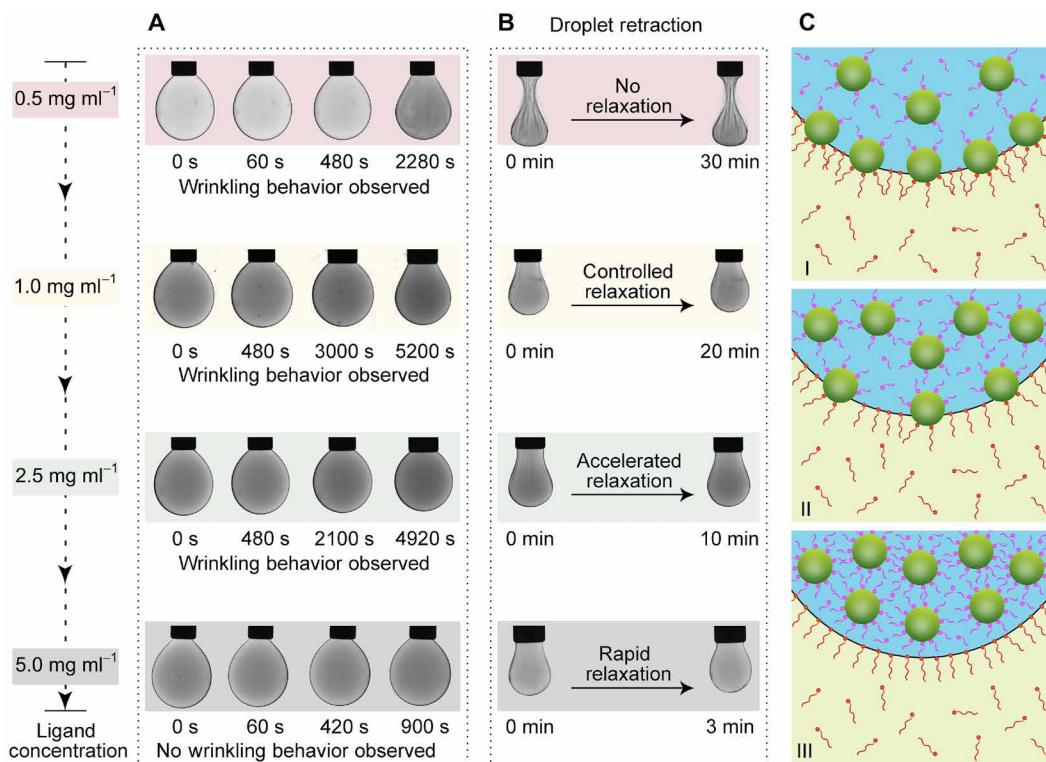 A
B
Droplet retraction
C
0.5 mg ml⁻¹
0 s 60 s 480 s 2280 s
Wrinkling behavior observed
No
relaxation
0 min 30 min
I
1.0 mg ml⁻¹
0 s 480 s 3000 s 5200 s
Wrinkling behavior observed
Controlled
relaxation
0 min 20 min
II
2.5 mg ml⁻¹
0 s 480 s 2100 s 4920 s
Wrinkling behavior observed
Accelerated
relaxation
0 min 10 min
5.0 mg ml⁻¹
0 s 60 s 420 s 900 s
No wrinkling behavior observed
Rapid
relaxation
0 min 3 min
III
Ligand
concentration